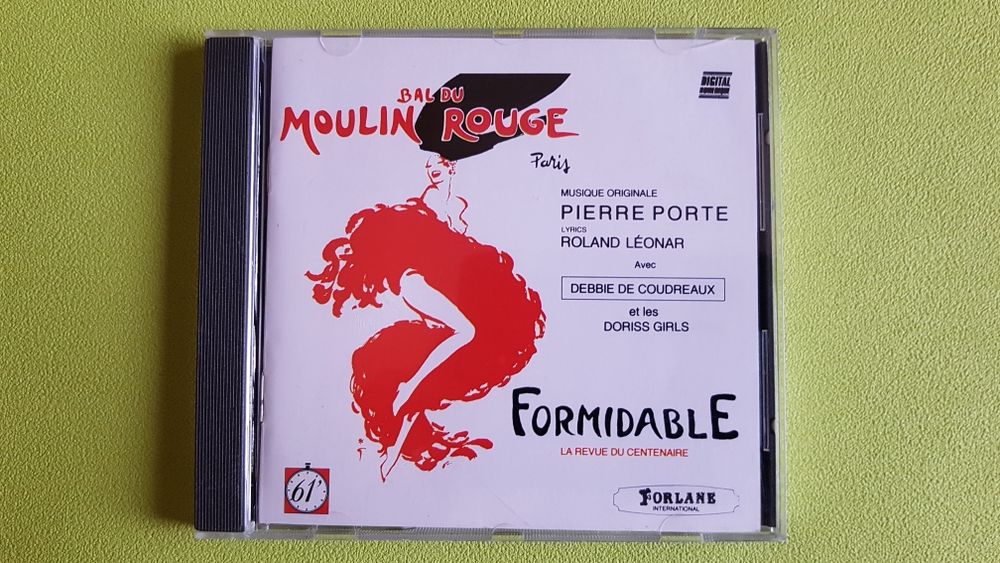 BAL DU
MOULIN ROUGE
Paris
DIGITAL
MUSIQUE ORIGINALE
PIERRE PORTE
LYRICS
ROLAND LÉONAR
Avec
DEBBIE DE COUDREAUX
et les
DORISS GIRLS
FORMIDABLE
LA REVUE DU CENTENAIRE
61'
FORLANE
INTERNATIONAL